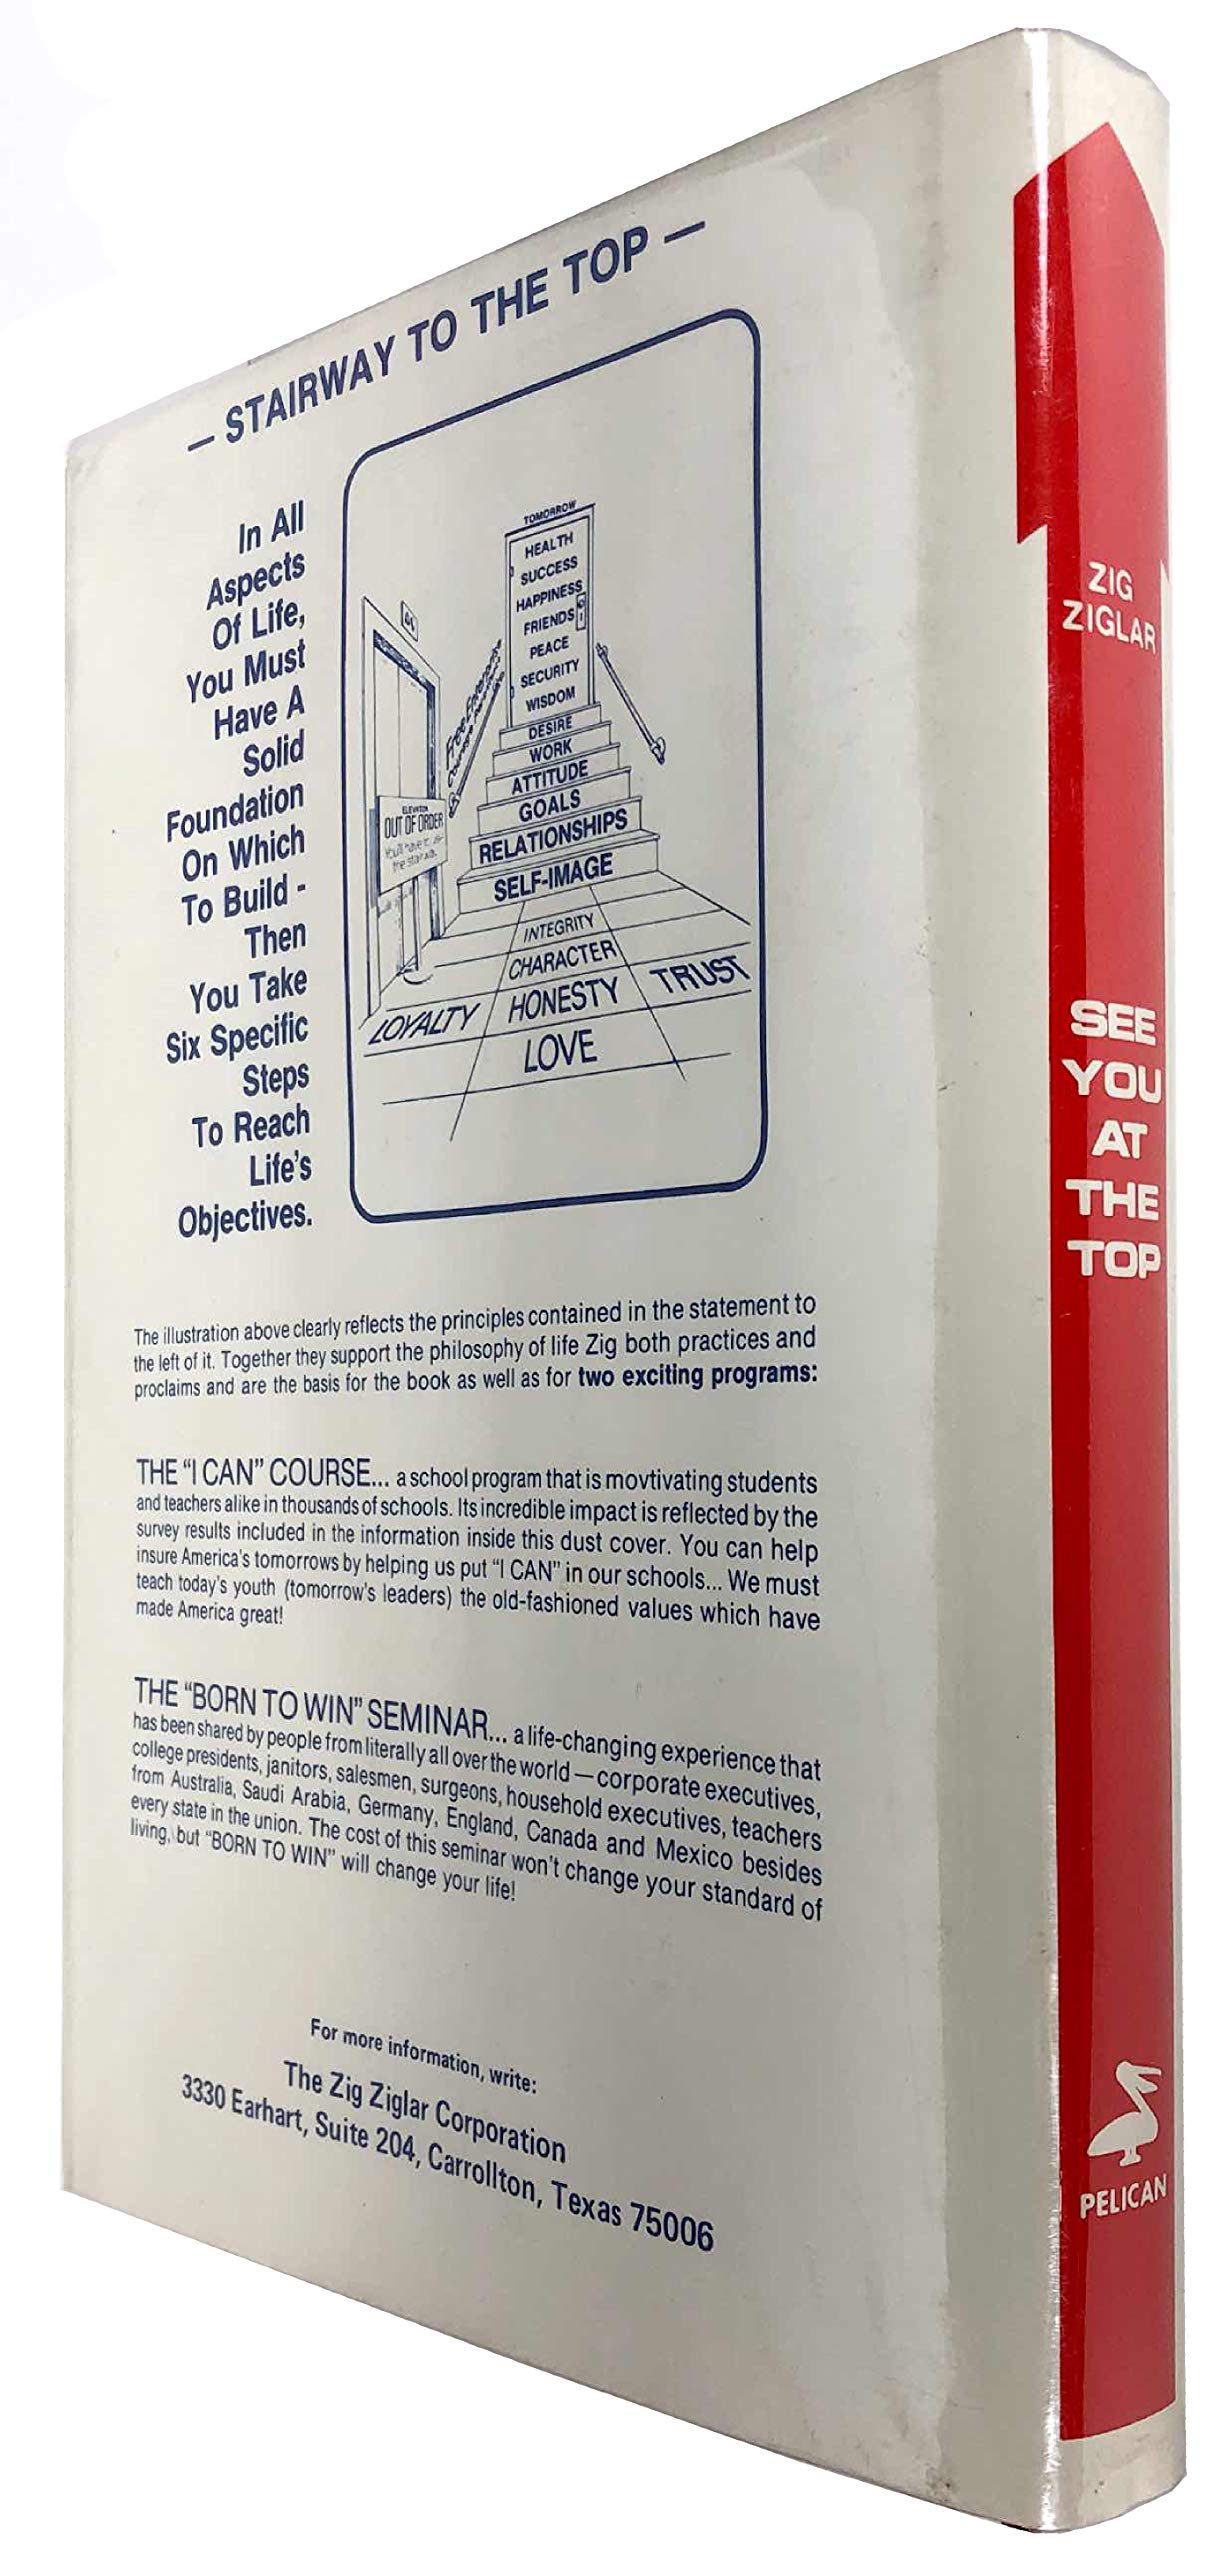 — STAIRWAY TO THE TOP —
In All
Aspects
Of Life,
You Must
Have A
Solid
Foundation
On Which
To Build -
Then
You Take
Six Specific
Steps
To Reach
Life's
Objectives.
TOMORROW
HEALTH
SUCCESS
HAPPINESS
FRIENDS
PEACE
SECURITY
WISDOM
DESIRE
WORK
ATTITUDE
GOALS
RELATIONSHIPS
SELF-IMAGE
ELEVATOR
OUT OF ORDER
You'll have to
the stairway.
INTEGRITY
CHARACTER
LOYALTY HONESTY TRUST
LOVE
The illustration above clearly reflects the principles contained in the statement to
the left of it. Together they support the philosophy of life Zig both practices and
proclaims and are the basis for the book as well as for two exciting programs:
THE "I CAN" COURSE... a school program that is movtivating students
and teachers alike in thousands of schools. Its incredible impact is reflected by the
survey results included in the information inside this dust cover. You can help
insure America's tomorrows by helping us put "I CAN" in our schools... We must
teach today's youth (tomorrow's leaders) the old-fashioned values which have
made America great!
THE "BORN TO WIN" SEMINAR... a life-changing experience that
has been shared by people from literally all over the world — corporate executives,
college presidents, janitors, salesmen, surgeons, household executives, teachers
from Australia, Saudi Arabia, Germany, England, Canada and Mexico besides
every state in the union. The cost of this seminar won't change your standard of
living, but "BORN TO WIN" will change your life!
For more information, write:
The Zig Ziglar Corporation
3330 Earhart, Suite 204, Carrollton, Texas 75006
ZIG
ZIGLAR
SEE
YOU
AT
THE
TOP
PELICAN